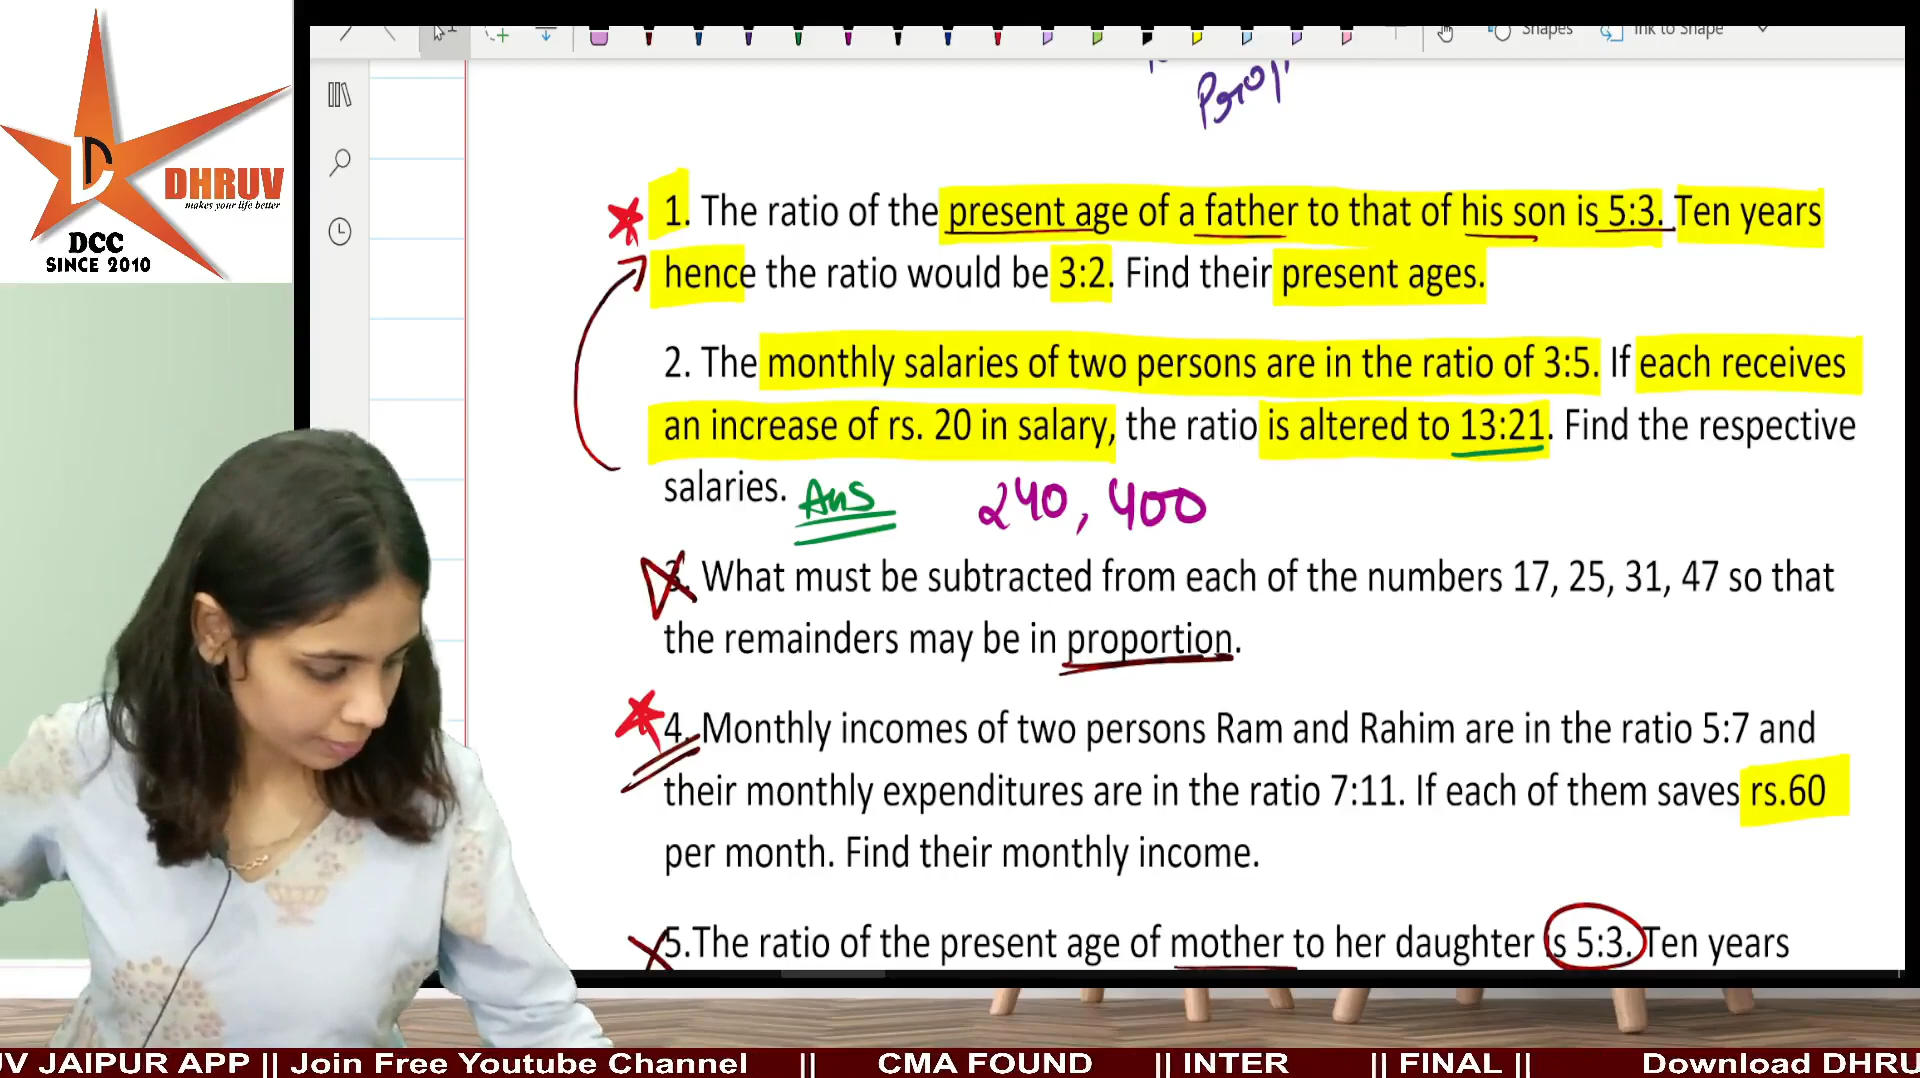 Shapes
Ink to Shape
DHRUV
makes your life better
DCC
SINCE 2010
1. The ratio of the present age of a father to that of his son is 5:3. Ten years
hence the ratio would be 3:2. Find their present ages.
2. The monthly salaries of two persons are in the ratio of 3:5. If each receives
an increase of rs. 20 in salary, the ratio is altered to 13:21. Find the respective
salaries. Ans 240, 400
3. What must be subtracted from each of the numbers 17, 25, 31, 47 so that
the remainders may be in proportion.
4. Monthly incomes of two persons Ram and Rahim are in the ratio 5:7 and
their monthly expenditures are in the ratio 7:11. If each of them saves rs.60
per month. Find their monthly income.
5.The ratio of the present age of mother to her daughter is 5:3. Ten years
UV JAIPUR APP || Join Free Youtube Channel || CMA FOUND || INTER || FINAL || Download DHRU